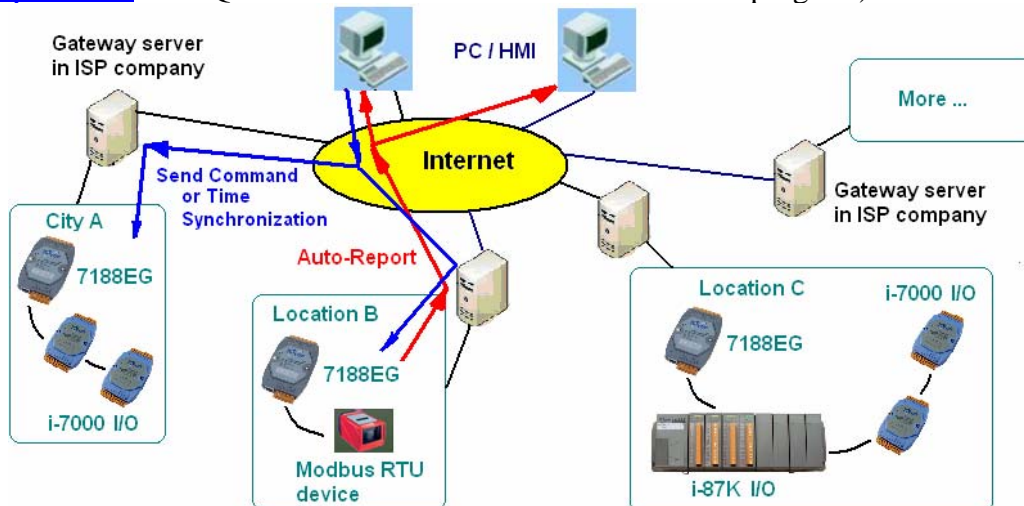 Gateway server
in ISP company
PC / HMI
More ...
Internet
Send Command
or Time
Synchronization
Gateway server
in ISP company
City A
7188EG
i-7000 I/O
Auto-Report
Location B
7188EG
Modbus RTU
device
Location C
7188EG
i-7000 I/O
i-87K I/O